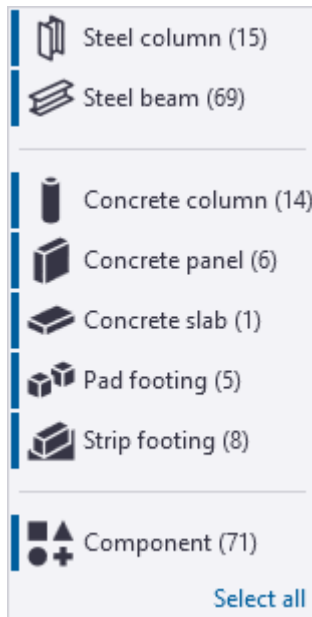 Steel column (15)
Steel beam (69)
Concrete column (14)
Concrete panel (6)
Concrete slab (1)
Pad footing (5)
Strip footing (8)
Component (71)
Select all